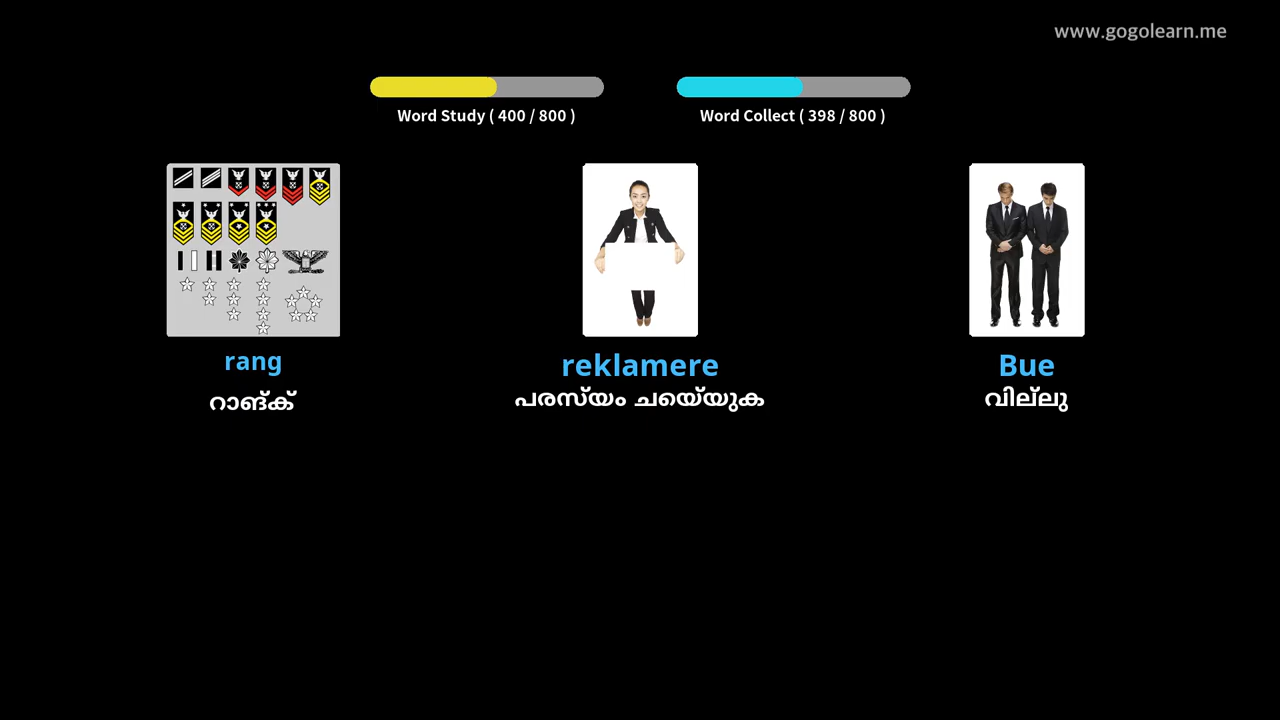 www.gogolearn.me
Word Study ( 400 / 800 )
Word Collect ( 398 / 800 )
rang
റാങ്ക്
reklamere
പരസ്യം ചെയ്യുക
Bue
വില്ലു